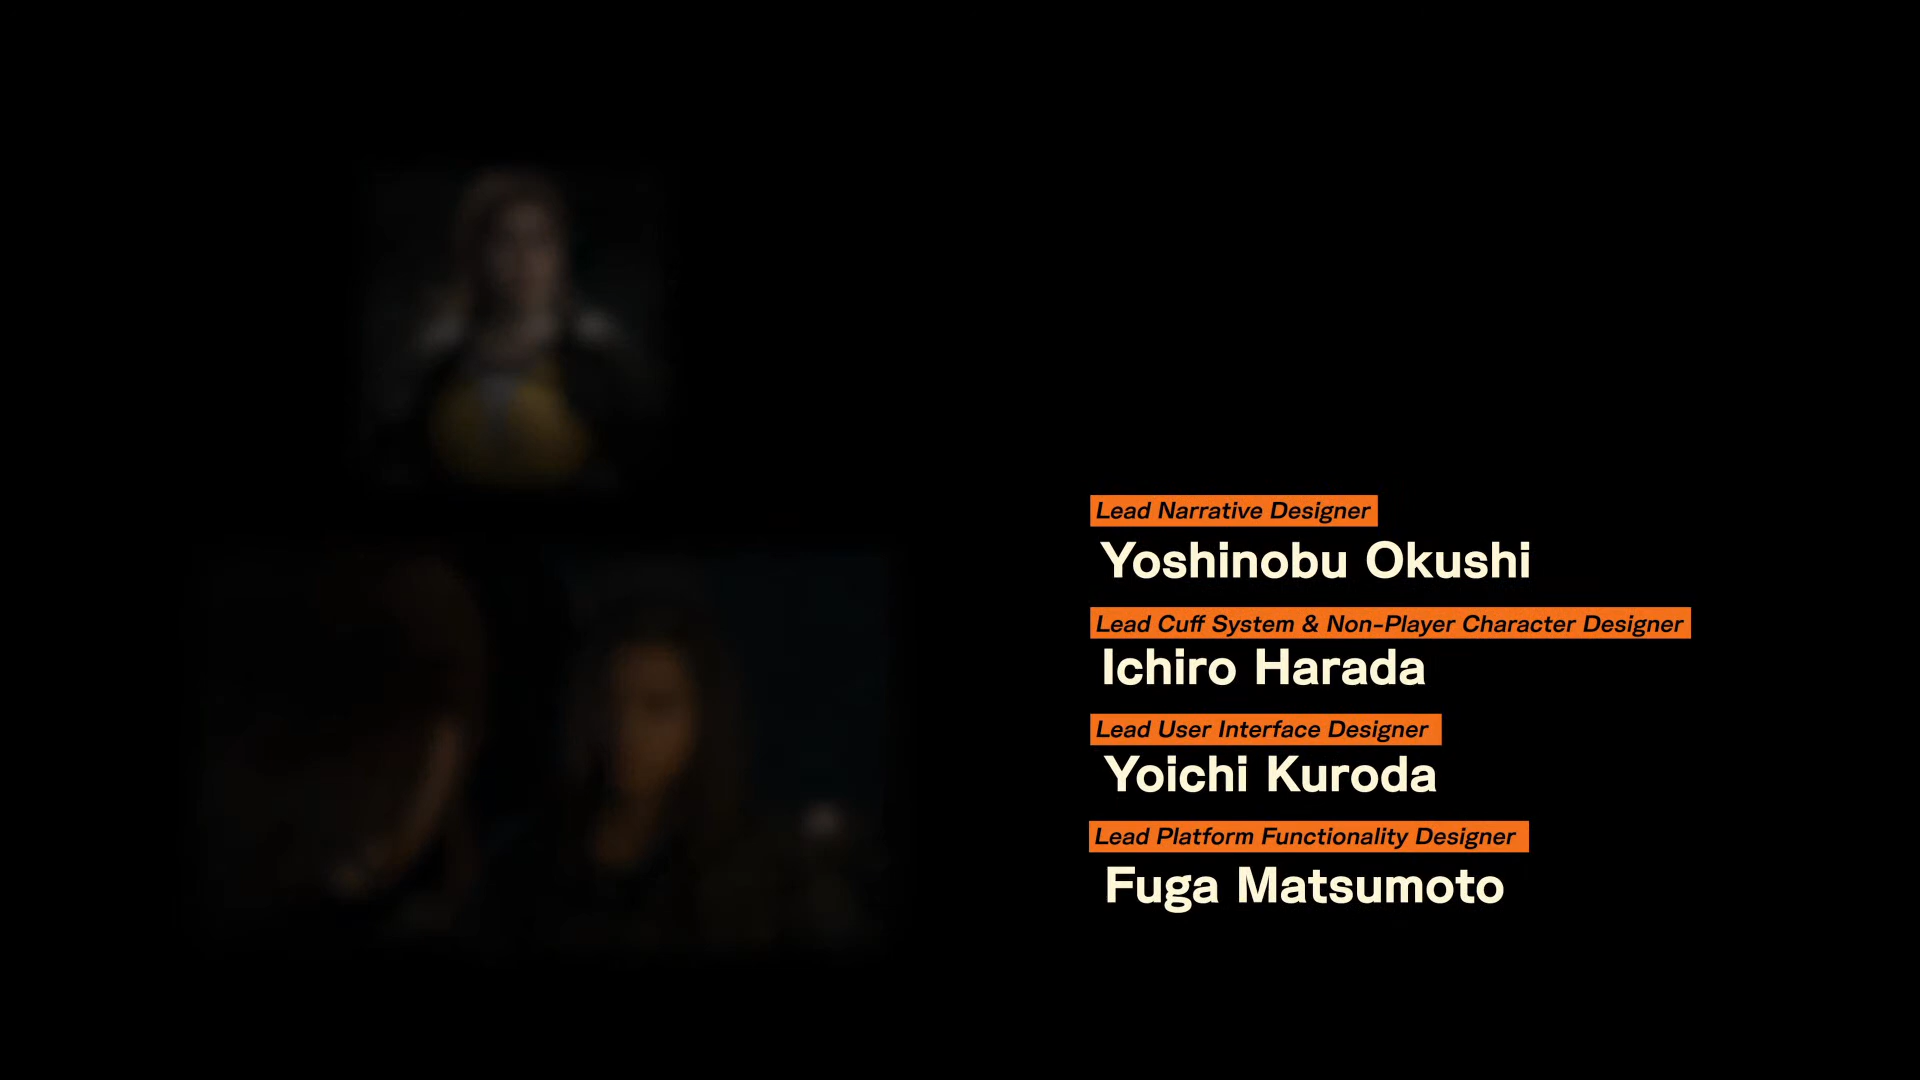 Lead Narrative Designer
Yoshinobu Okushi
Lead Cuff System & Non-Player Character Designer
Ichiro Harada
Lead User Interface Designer
Yoichi Kuroda
Lead Platform Functionality Designer
Fuga Matsumoto